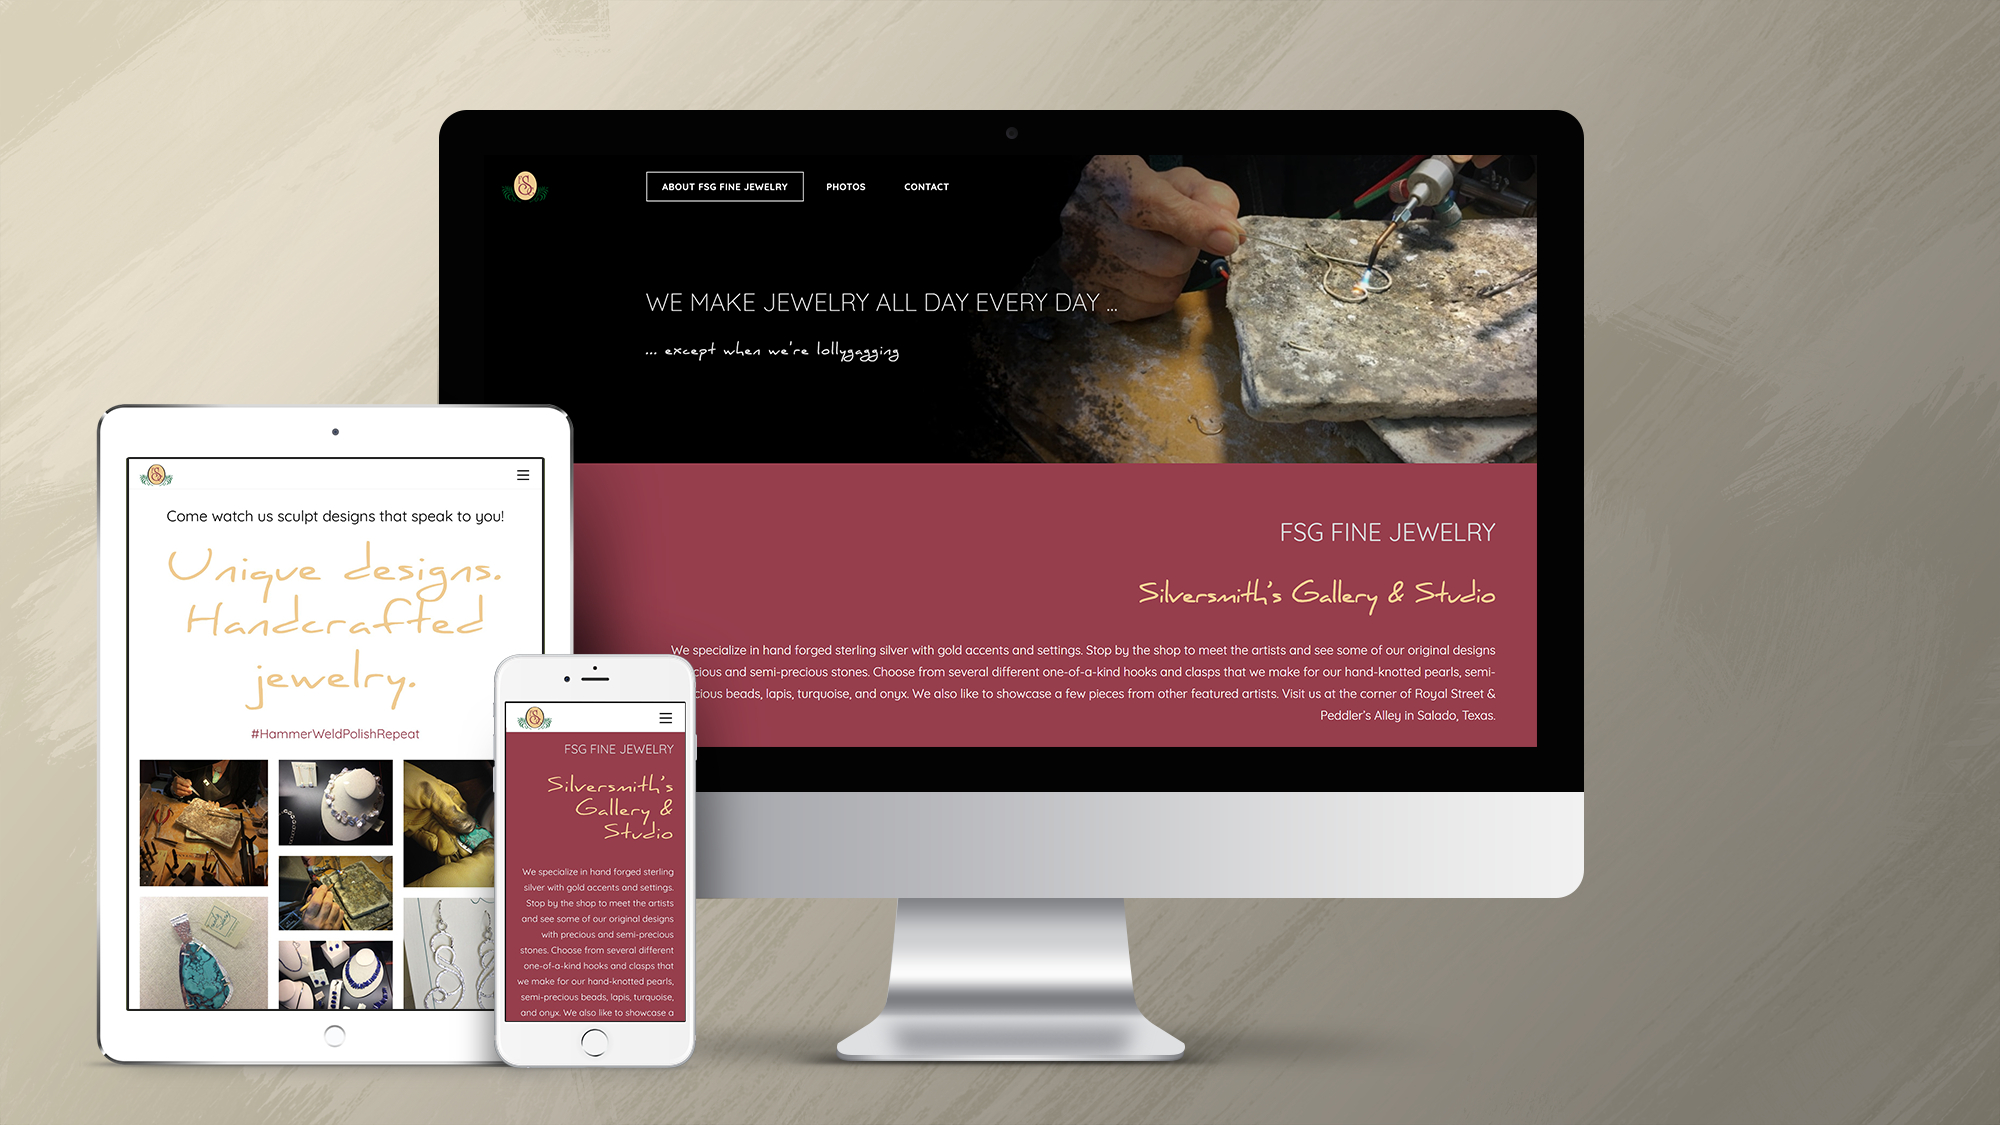 ABOUT FSG FINE JEWELRY PHOTOS CONTACT
WE MAKE JEWELRY ALL DAY EVERY DAY ...
... except when we're lollygagging
FSG FINE JEWELRY
Silversmith's Gallery & Studio
We specialize in hand forged sterling silver with gold accents and settings. Stop by the shop to meet the artists and see some of our original designs
cious and semi-precious stones. Choose from several different one-of-a-kind hooks and clasps that we make for our hand-knotted pearls, semi-
cious beads, lapis, turquoise, and onyx. We also like to showcase a few pieces from other featured artists. Visit us at the corner of Royal Street &
Peddler's Alley in Salado, Texas.
Come watch us sculpt designs that speak to you!
Unique designs.
Handcrafted
jewelry.
#HammerWeldPolishRepeat
FSG FINE JEWELRY
Silversmith's
Gallery &
Studio
We specialize in hand forged sterling
silver with gold accents and settings.
Stop by the shop to meet the artists
and see some of our original designs
with precious and semi-precious
stones. Choose from several different
one-of-a-kind hooks and clasps that
we make for our hand-knotted pearls,
semi-precious beads, lapis, turquoise,
and onyx. We also like to showcase a